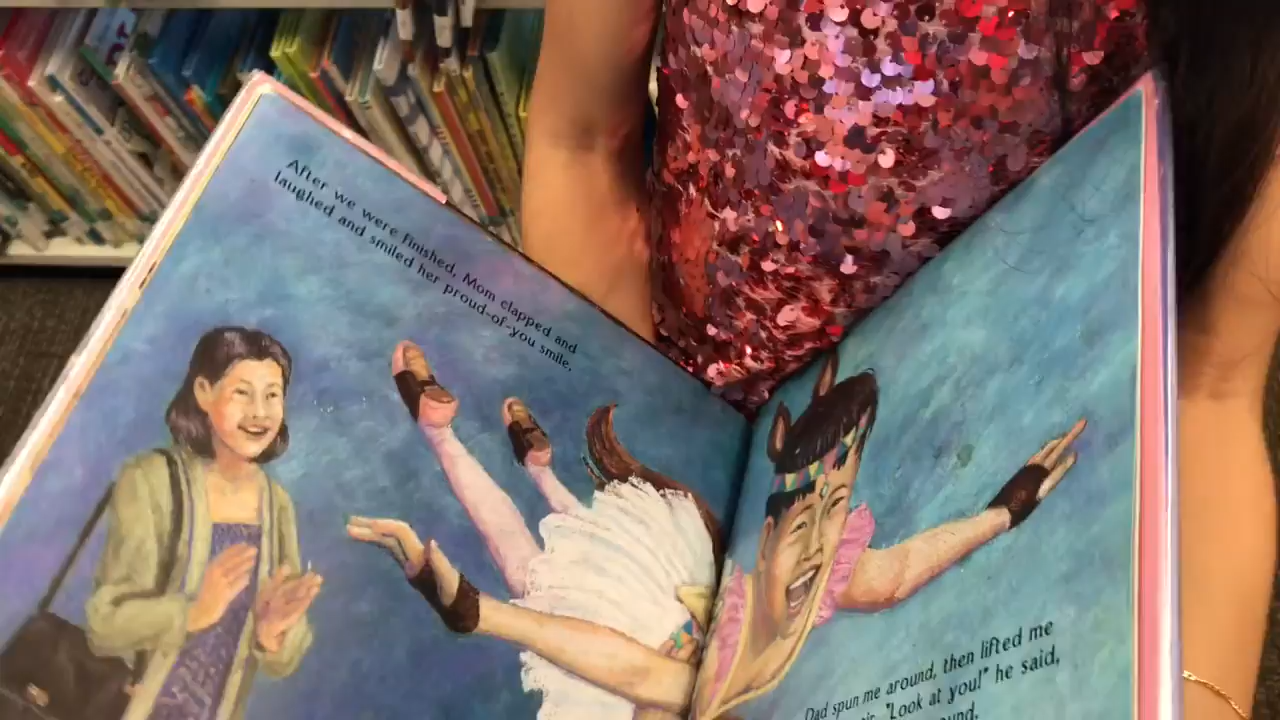 After we were finished, Mom clapped and
laughed and smiled her proud-of-you smile.
Dad spun me around, then lifted me
"Look at you!" he said,